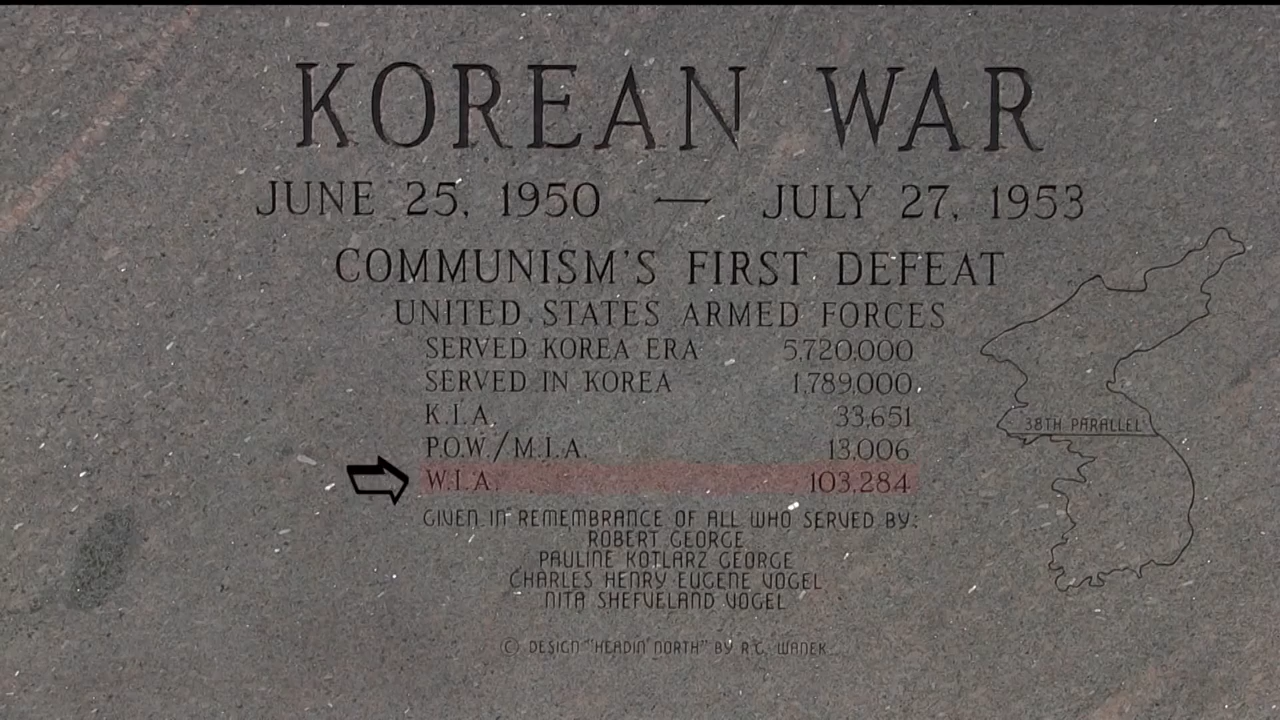 KOREAN WAR
JUNE 25, 1950 — JULY 27, 1953
COMMUNISM'S FIRST DEFEAT
UNITED STATES ARMED FORCES
SERVED KOREA ERA 5,720,000
SERVED IN KOREA 1,789,000
K.I.A. 33,651
38TH PARALLEL
P.O.W./M.I.A. 13,006
W.I.A. 103,284
GIVEN IN REMEMBRANCE OF ALL WHO SERVED BY:
ROBERT GEORGE
PAULINE KOTLARZ GEORGE
CHARLES HENRY EUGENE VOGEL
NITA SHEFVELAND VOGEL
© DESIGN "HEADIN' NORTH" BY R.C. WANEK